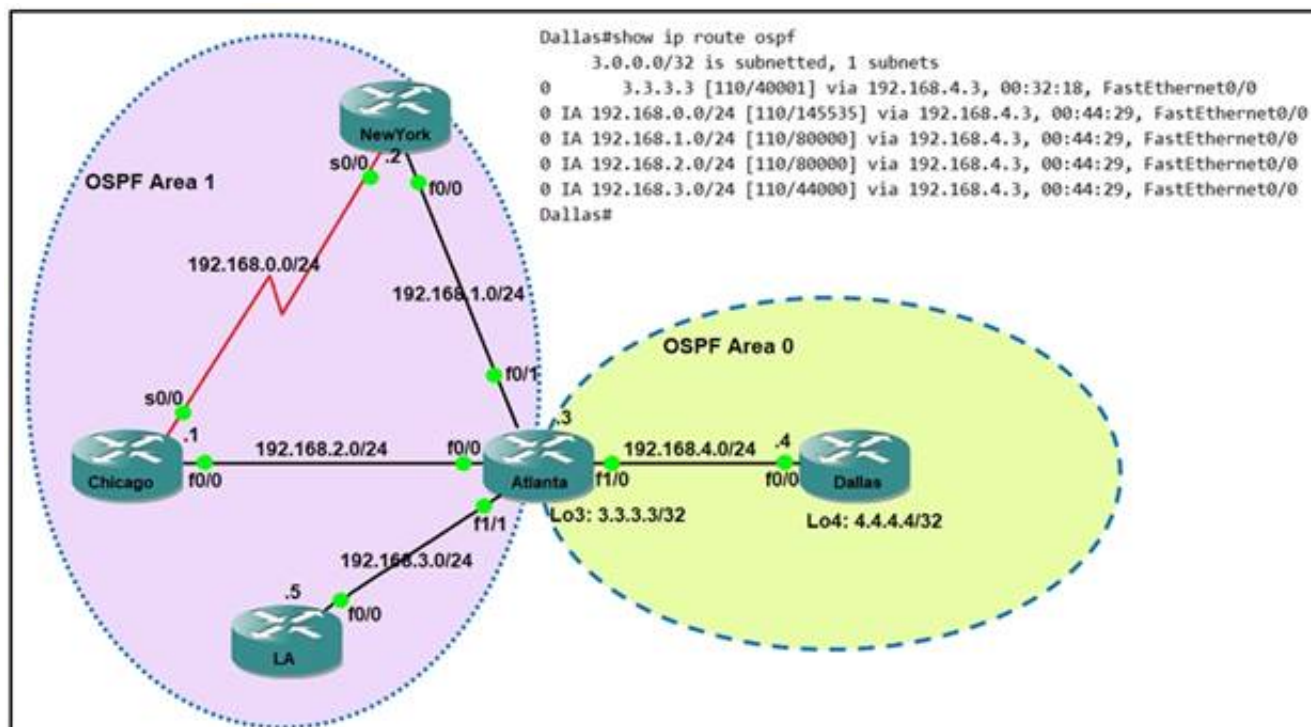 Dallas#show ip route ospf
3.0.0.0/32 is subnetted, 1 subnets
O 3.3.3.3 [110/40001] via 192.168.4.3, 00:32:18, FastEthernet0/0
O IA 192.168.0.0/24 [110/145535] via 192.168.4.3, 00:44:29, FastEthernet0/0
O IA 192.168.1.0/24 [110/80000] via 192.168.4.3, 00:44:29, FastEthernet0/0
O IA 192.168.2.0/24 [110/80000] via 192.168.4.3, 00:44:29, FastEthernet0/0
O IA 192.168.3.0/24 [110/44000] via 192.168.4.3, 00:44:29, FastEthernet0/0
Dallas#
NewYork
s0/0
.2
f0/0
OSPF Area 1
192.168.0.0/24
192.168.1.0/24
OSPF Area 0
f0/1
s0/0
.1
192.168.2.0/24
f0/0
.3
192.168.4.0/24
.4
Chicago
f0/0
Atlanta
f1/0
f0/0
Dallas
f1/1
Lo3: 3.3.3.3/32
Lo4: 4.4.4.4/32
192.168.3.0/24
.5
f0/0
LA